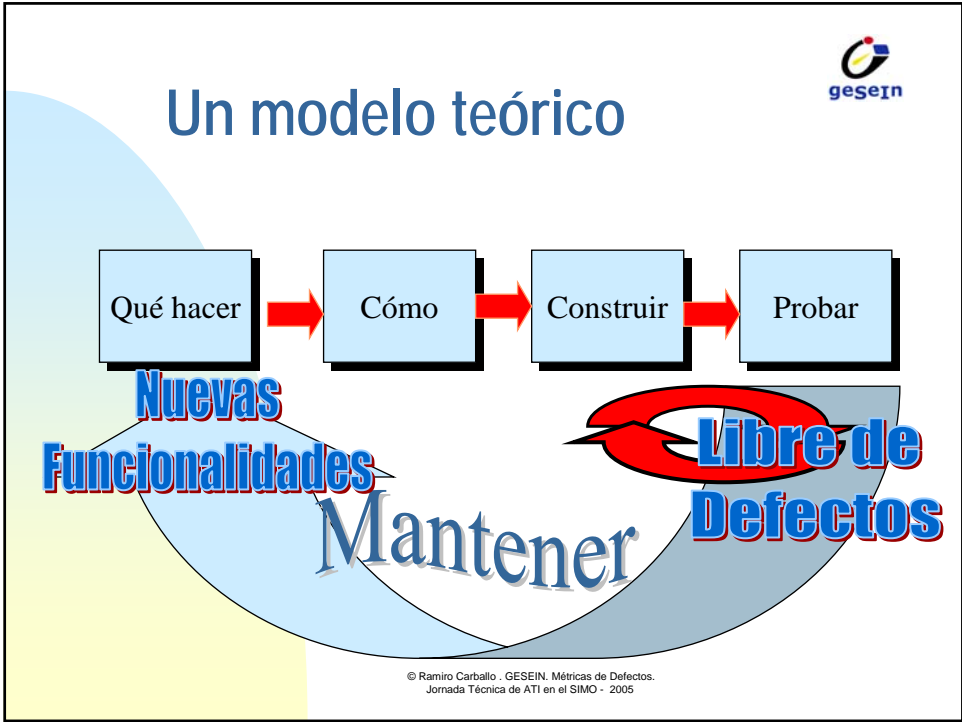 gesein
Un modelo teórico
Qué hacer
Cómo
Construir
Probar
Nuevas
Funcionalidades
Libre de
Defectos
Mantener
© Ramiro Carballo . GESEIN. Métricas de Defectos.
Jornada Técnica de ATI en el SIMO - 2005